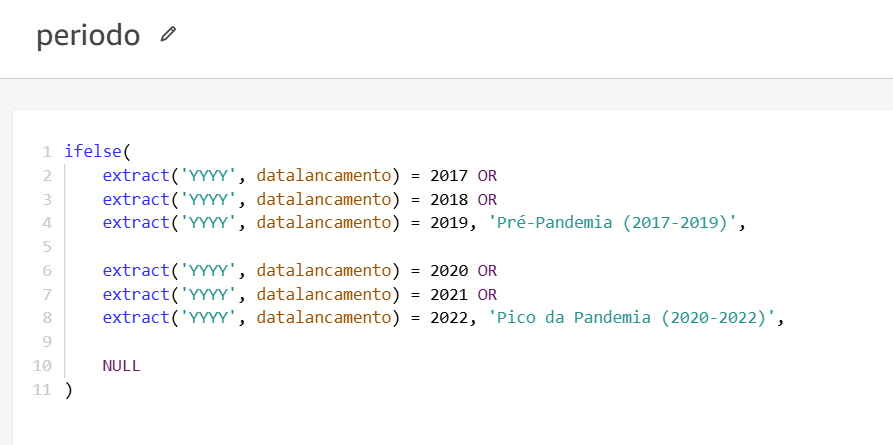 periodo
1 ifelse(
2 extract('YYYY', datalancamento) = 2017 OR
3 extract('YYYY', datalancamento) = 2018 OR
4 extract('YYYY', datalancamento) = 2019, 'Pré-Pandemia (2017-2019)',
5
6 extract('YYYY', datalancamento) = 2020 OR
7 extract('YYYY', datalancamento) = 2021 OR
8 extract('YYYY', datalancamento) = 2022, 'Pico da Pandemia (2020-2022)',
9
10 NULL
11 )